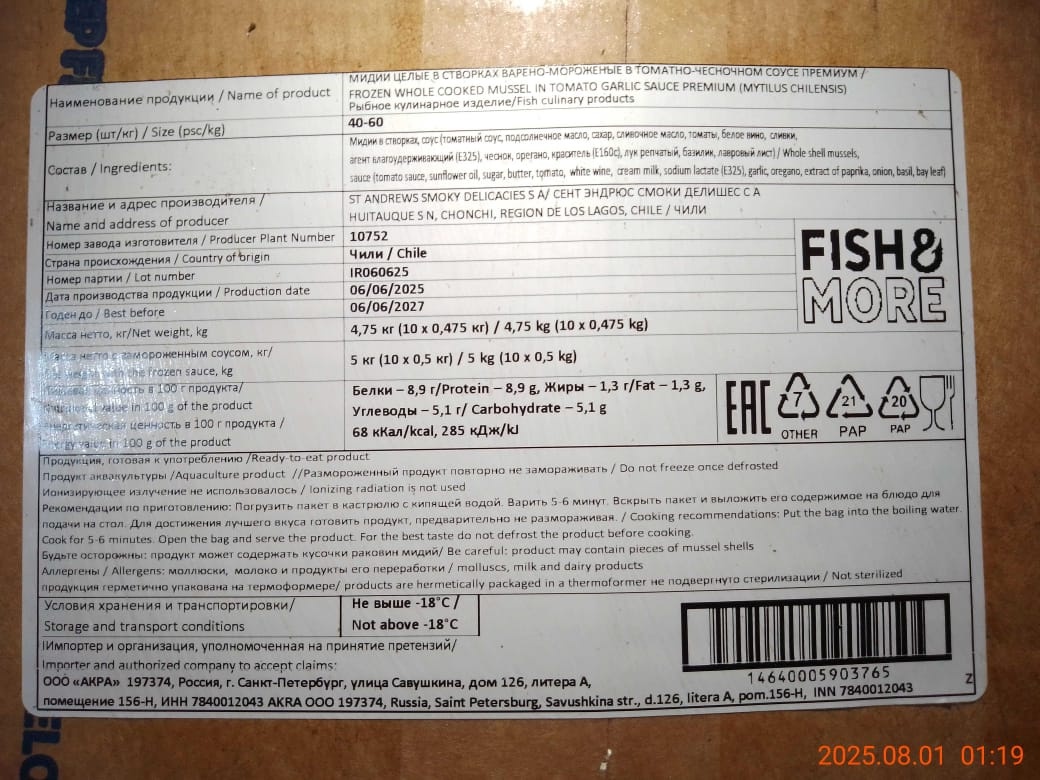 Наименование продукции / Name of product
МИДИИ ЦЕЛЫЕ В СТВОРКАХ ВАРЕНО-МОРОЖЕНЫЕ В ТОМАТНО-ЧЕСНОЧНОМ СОУСЕ ПРЕМИУМ /
FROZEN WHOLE COOKED MUSSEL IN TOMATO GARLIC SAUCE PREMIUM (MYTILUS CHILENSIS)
Рыбное кулинарное изделие/Fish culinary products
Размер (шт/кг) / Size (psc/kg)
40-60
Состав / Ingredients:
Мидии в створках, соус (томатный соус, подсолнечное масло, сахар, сливочное масло, томаты, белое вино, сливки,
агент влагоудерживающий (Е325), чеснок, орегано, краситель (Е160с), лук репчатый, базилик, лавровый лист) / Whole shell mussels,
sauce (tomato sauce, sunflower oil, sugar, butter, tomato, white wine, cream milk, sodium lactate (E325), garlic, oregano, extract of paprika, onion, basil, bay leaf)
Название и адрес производителя /
Name and address of producer
ST ANDREWS SMOKY DELICACIES S A/ СЕНТ ЭНДРЮС СМОКИ ДЕЛИШЕС С А
HUITAUQUE S N, CHONCHI, REGION DE LOS LAGOS, CHILE / ЧИЛИ
Номер завода изготовителя / Producer Plant Number
10752
Страна происхождения / Country of origin
Чили / Chile
Номер партии / Lot number
IR060625
Дата производства продукции / Production date
06/06/2025
Годен до / Best before
06/06/2027
FISH&
MORE
Масса нетто, кг/Net weight, kg
4,75 кг (10 x 0,475 кг) / 4,75 kg (10 x 0,475 kg)
Масса нетто с замороженным соусом, кг/
Net weight with the frozen sauce, kg
5 кг (10 x 0,5 кг) / 5 kg (10 x 0,5 kg)
Пищевая ценность в 100 г продукта/
Nutritional value in 100 g of the product
энергетическая ценность в 100 г продукта /
Energy value in 100 g of the product
Белки – 8,9 г/Protein – 8,9 g, Жиры – 1,3 г/Fat – 1,3 g,
Углеводы – 5,1 г/ Carbohydrate – 5,1 g
68 кКал/kcal, 285 кДж/kJ
EAC
7
OTHER
21
PAP
20
PAP
Продукция, готовая к употреблению /Ready-to-eat product
Продукт аквакультуры /Aquaculture product //Размороженный продукт повторно не замораживать / Do not freeze once defrosted
Ионизирующее излучение не использовалось / Ionizing radiation is not used
Рекомендации по приготовлению: Погрузить пакет в кастрюлю с кипящей водой. Варить 5-6 минут. Вскрыть пакет и выложить его содержимое на блюдо для
подачи на стол. Для достижения лучшего вкуса готовить продукт, предварительно не размораживая. / Cooking recommendations: Put the bag into the boiling water.
Cook for 5-6 minutes. Open the bag and serve the product. For the best taste do not defrost the product before cooking.
Будьте осторожны: продукт может содержать кусочки раковин мидий/ Be careful: product may contain pieces of mussel shells
Аллергены / Allergens: моллюски, молоко и продукты его переработки / molluscs, milk and dairy products
продукция герметично упакована на термоформере/ products are hermetically packaged in a thermoformer не подвергнуто стерилизации / Not sterilized
Условия хранения и транспортировки/
Storage and transport conditions
Не выше -18˚С /
Not above -18˚С
Импортер и организация, уполномоченная на принятие претензий/
Importer and authorized company to accept claims:
ООО «АКРА» 197374, Россия, г. Санкт-Петербург, улица Савушкина, дом 126, литера А,
помещение 156-Н, ИНН 7840012043 AKRA OOO 197374, Russia, Saint Petersburg, Savushkina str., d.126, litera A, pom.156-H, INN 7840012043
14640005903765
Z
2025.08.01 01:19